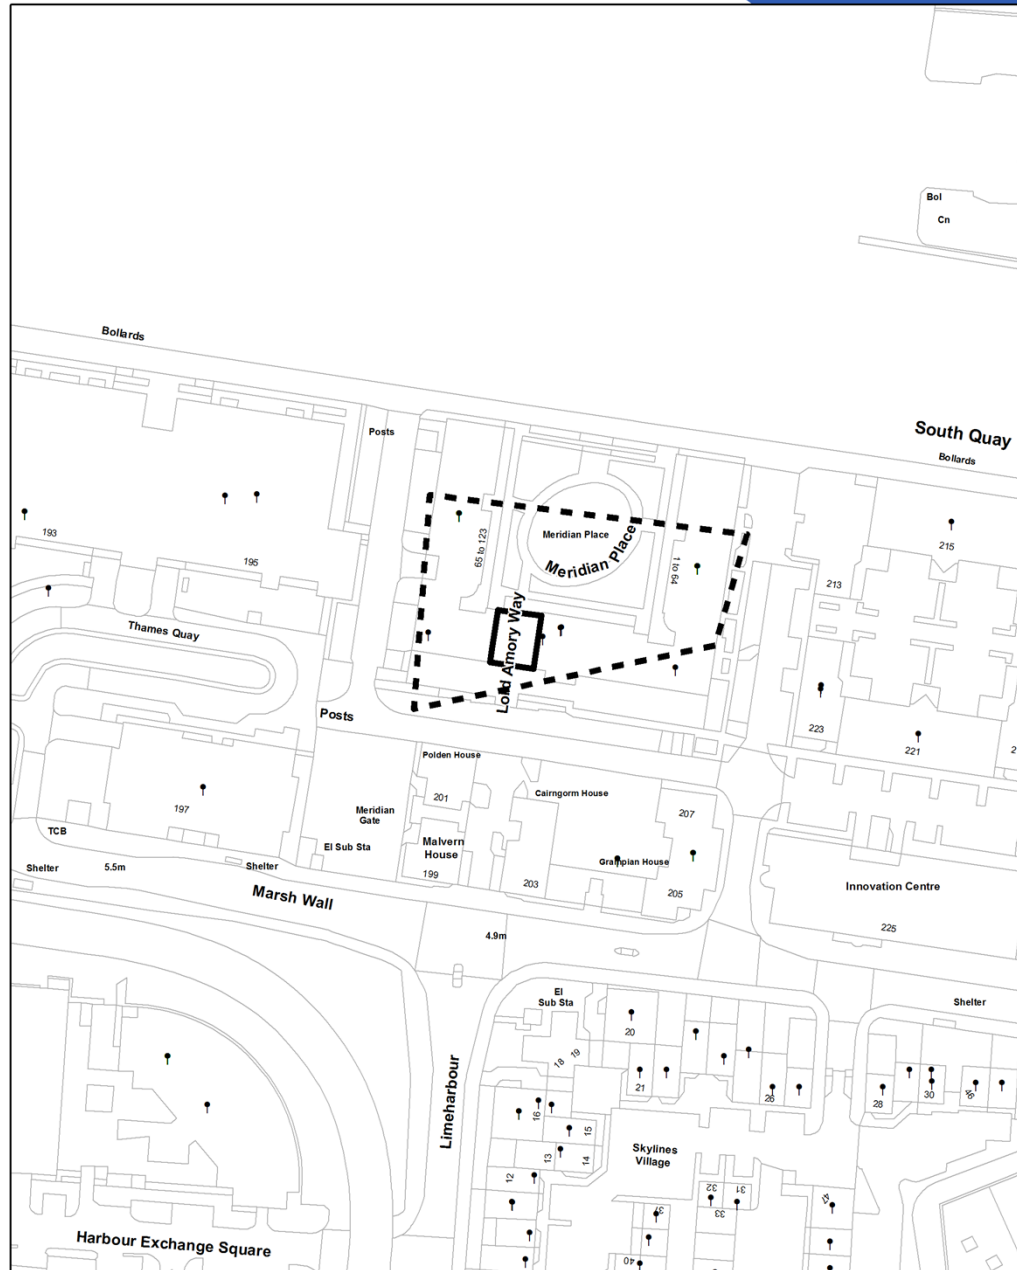 Bol
Cn
Bollards
South Quay
Bollards
Posts
193
195
65 to 123
Meridian Place
Meridian Place
1 to 64
215
213
Thames Quay
Lord Amory Way
Posts
223
221
Polden House
201
Cairngorm House
Meridian
Gate
197
207
TCB
El Sub Sta
Malvern
House
Grampian House
Shelter
5.5m
Shelter
199
203
205
Innovation Centre
Marsh Wall
225
4.9m
El
Sub Sta
Shelter
20
18
19
21
26
28
30
46
Limeharbour
16
15
13
14
Skylines
Village
12
32
31
33
37
47
Harbour Exchange Square
40